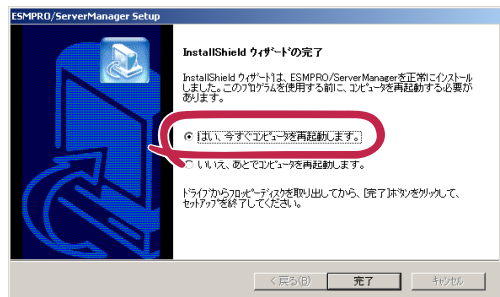 ESMPRO/ServerManager Setup
InstallShield ウィザードの完了
InstallShield ウィザードは、ESMPRO/ServerManagerを正常にインストール
しました。このプログラムを使用する前に、コンピュータを再起動する必要が
あります。
はい、今すぐコンピュータを再起動します。
いいえ、あとでコンピュータを再起動します。
ドライブからフロッピーディスクを取り出してから、[完了]ボタンをクリックして、
セットアップを終了してください。
< 戻る(B)
完了
キャンセル